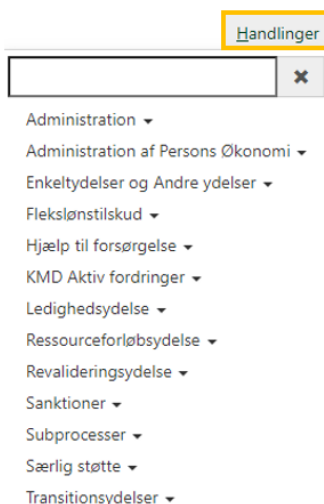 Handlinger
Administration
Administration af Persons Økonomi
Enkeltydelser og Andre ydelser
Flekslønstilskud
Hjælp til forsørgelse
KMD Aktiv fordringer
Ledighedsydelse
Ressourceforløbsydelse
Revalideringsydelse
Sanktioner
Subprocesser
Særlig støtte
Transitionsydelser